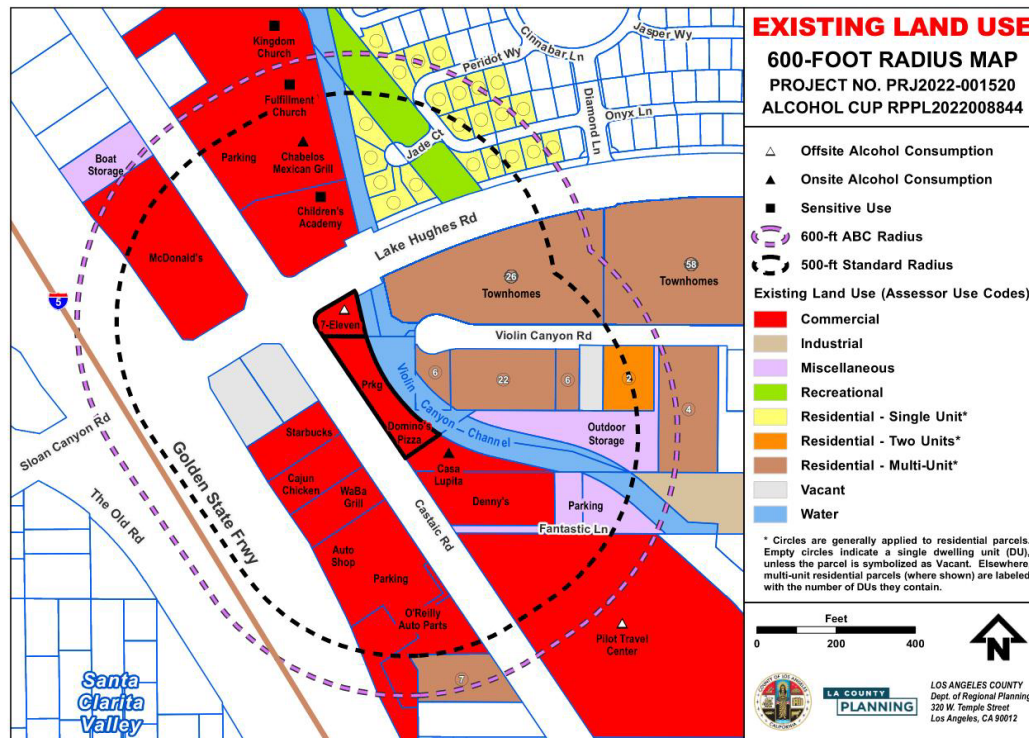 EXISTING LAND USE
600-FOOT RADIUS MAP
PROJECT NO. PRJ2022-001520
ALCOHOL CUP RPPL2022008844
Offsite Alcohol Consumption
Onsite Alcohol Consumption
Sensitive Use
600-ft ABC Radius
500-ft Standard Radius
Existing Land Use (Assessor Use Codes)
Commercial
Industrial
Miscellaneous
Recreational
Residential - Single Unit*
Residential - Two Units*
Residential - Multi-Unit*
Vacant
Water
* Circles are generally applied to residential parcels.
Empty circles indicate a single dwelling unit (DU),
unless the parcel is symbolized as Vacant. Elsewhere,
multi-unit residential parcels (where shown) are labeled
with the number of DUs they contain.
Feet
0 200 400
N
COUNTY OF LOS ANGELES
CALIFORNIA
LA COUNTY
PLANNING
LOS ANGELES COUNTY
Dept. of Regional Planning
320 W. Temple Street
Los Angeles, CA 90012
Kingdom
Church
Fulfillment
Church
Parking
Chabelos
Mexican Grill
Children's
Academy
Boat
Storage
McDonald's
Peridot Wy
Cinnabar Ln
Jasper Wy
Diamond Ln
Onyx Ln
Jade Ct
Lake Hughes Rd
26
Townhomes
58
Townhomes
7-Eleven
Violin Canyon Rd
Prkg
6
22
6
2
4
Violin - Canyon - Channel
Domino's
Pizza
Outdoor
Storage
Casa
Lupita
Denny's
Parking
Fantastic Ln
Starbucks
Cajun
Chicken
WaBa
Grill
Castaic Rd
Auto
Shop
Parking
O'Reilly
Auto Parts
Pilot Travel
Center
7
5
Sloan Canyon Rd
The Old Rd
Golden State Frwy
Santa
Clarita
Valley